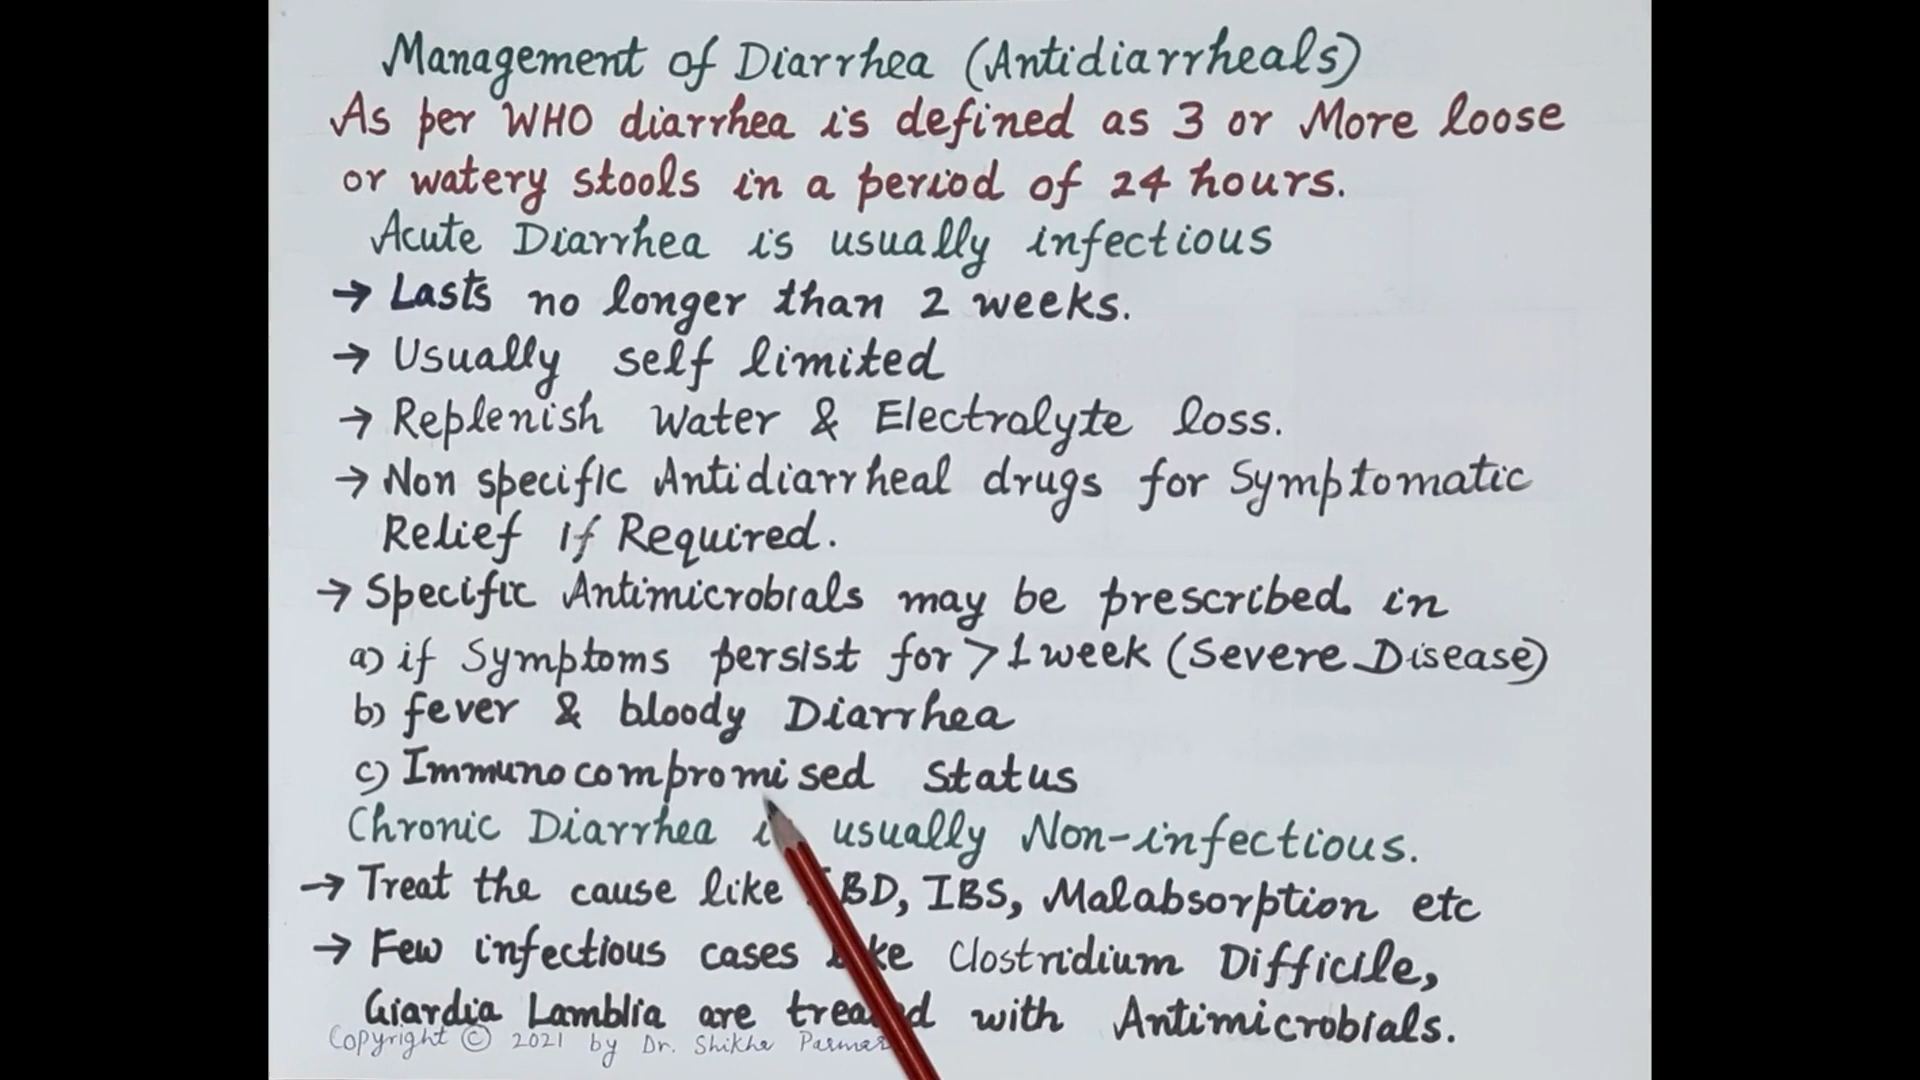 Management of Diarrhea (Antidiarrheals)
As per WHO diarrhea is defined as 3 or More loose
or watery stools in a period of 24 hours.
Acute Diarrhea is usually infectious
→ Lasts no longer than 2 weeks.
→ Usually self limited
→ Replenish Water & Electrolyte loss.
→ Non specific Antidiarrheal drugs for Symptomatic
Relief if Required.
→ Specific Antimicrobials may be prescribed in
a) if Symptoms persist for > 1 week (Severe Disease)
b) fever & bloody Diarrhea
c) Immunocompromised Status
Chronic Diarrhea usually Non-infectious.
→ Treat the cause like IBD, IBS, Malabsorption etc
→ Few infectious cases like Clostridium Difficile,
Giardia Lamblia are treated with Antimicrobials.
Copyright © 2021 by Dr. Shikha Parmar